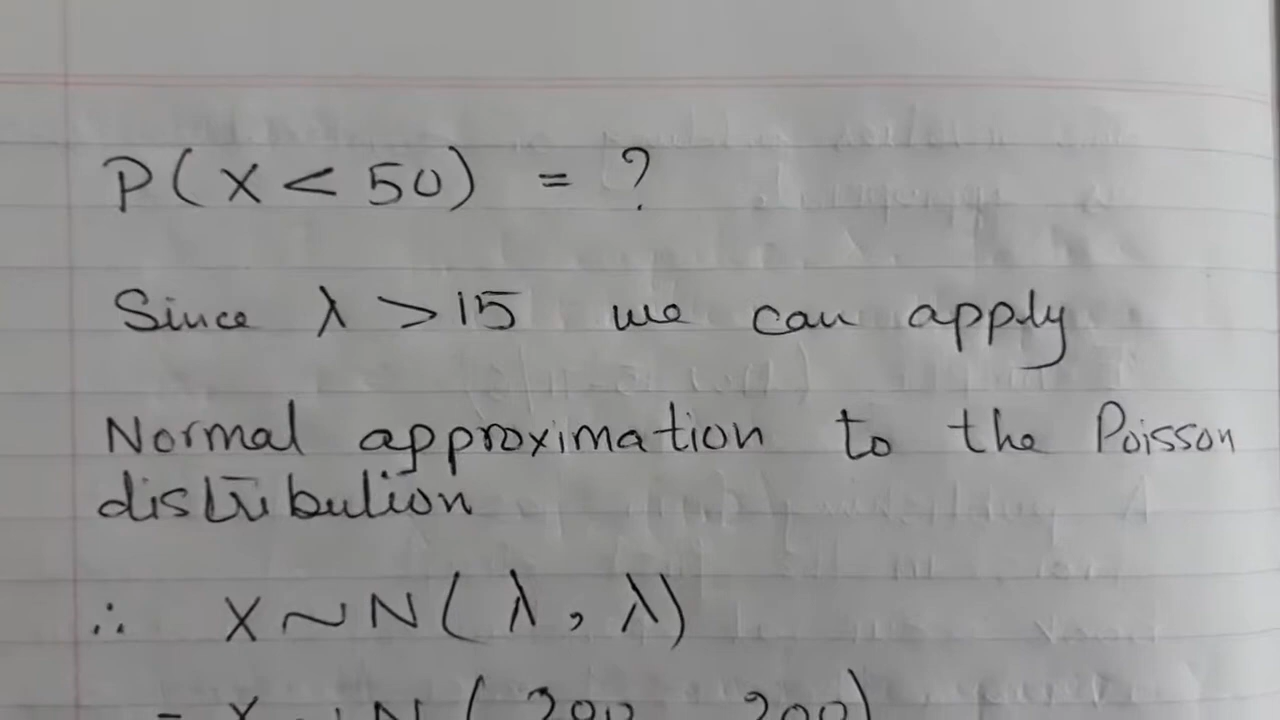 P(X < 50) = ?
Since λ > 15 we can apply
Normal approximation to the Poisson
distribution
∴ X ~ N(λ, λ)